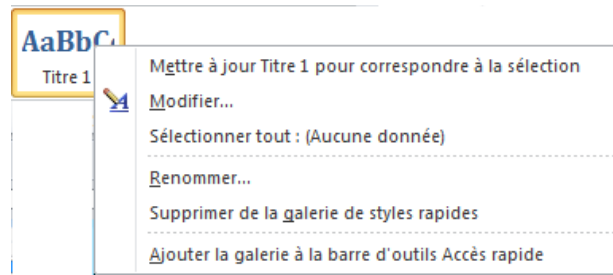 AaBbC
Titre 1
Mettre à jour Titre 1 pour correspondre à la sélection
Modifier...
Sélectionner tout : (Aucune donnée)
Renommer...
Supprimer de la galerie de styles rapides
Ajouter la galerie à la barre d'outils Accès rapide